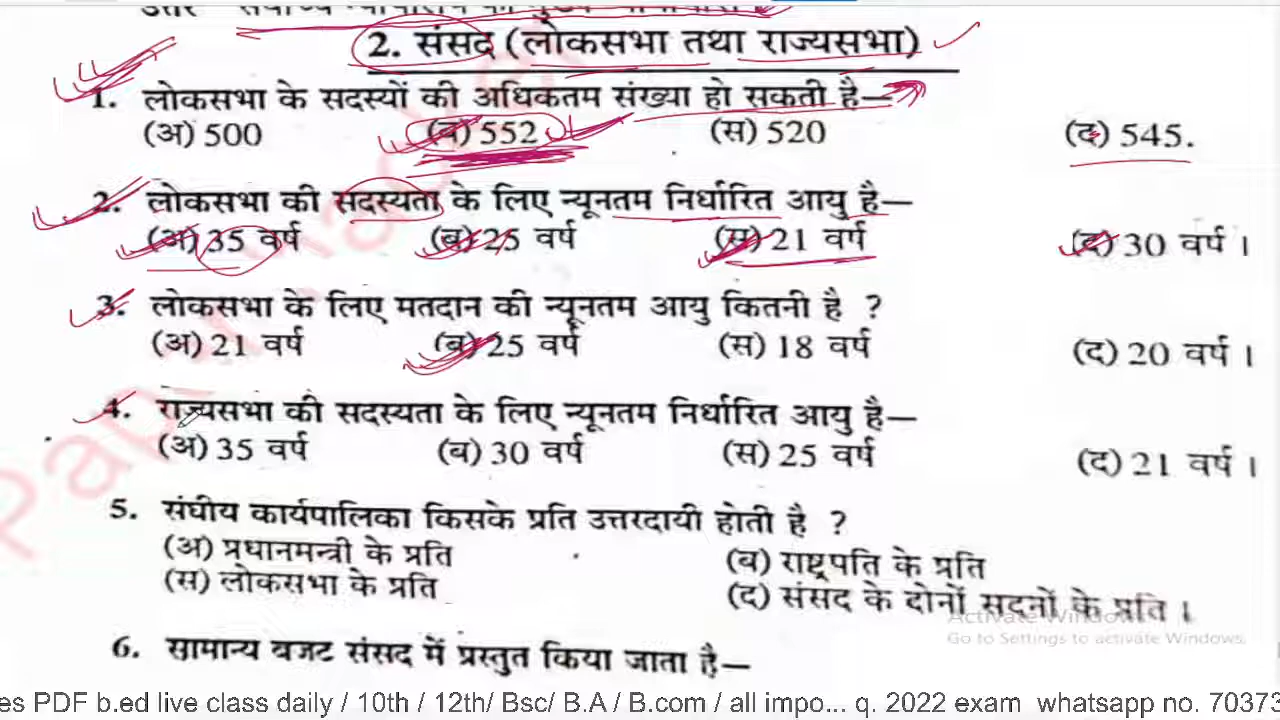 2. संसद (लोकसभा तथा राज्यसभा)
1. लोकसभा के सदस्यों की अधिकतम संख्या हो सकती है—
(अ) 500 (ब) 552 (स) 520 (द) 545.
2. लोकसभा की सदस्यता के लिए न्यूनतम निर्धारित आयु है—
(अ) 35 वर्ष (ब) 25 वर्ष (स) 21 वर्ष (द) 30 वर्ष ।
3. लोकसभा के लिए मतदान की न्यूनतम आयु कितनी है ?
(अ) 21 वर्ष (ब) 25 वर्ष (स) 18 वर्ष (द) 20 वर्ष ।
4. राज्यसभा की सदस्यता के लिए न्यूनतम निर्धारित आयु है—
(अ) 35 वर्ष (ब) 30 वर्ष (स) 25 वर्ष (द) 21 वर्ष ।
5. संघीय कार्यपालिका किसके प्रति उत्तरदायी होती है ?
(अ) प्रधानमन्त्री के प्रति (ब) राष्ट्रपति के प्रति
(स) लोकसभा के प्रति (द) संसद के दोनों सदनों के प्रति ।
Activate Windows
Go to Settings to activate Windows.
6. सामान्य बजट संसद में प्रस्तुत किया जाता है—
es PDF b.ed live class daily / 10th / 12th/ Bsc/ B.A / B.com / all impo... q. 2022 exam whatsapp no. 70373